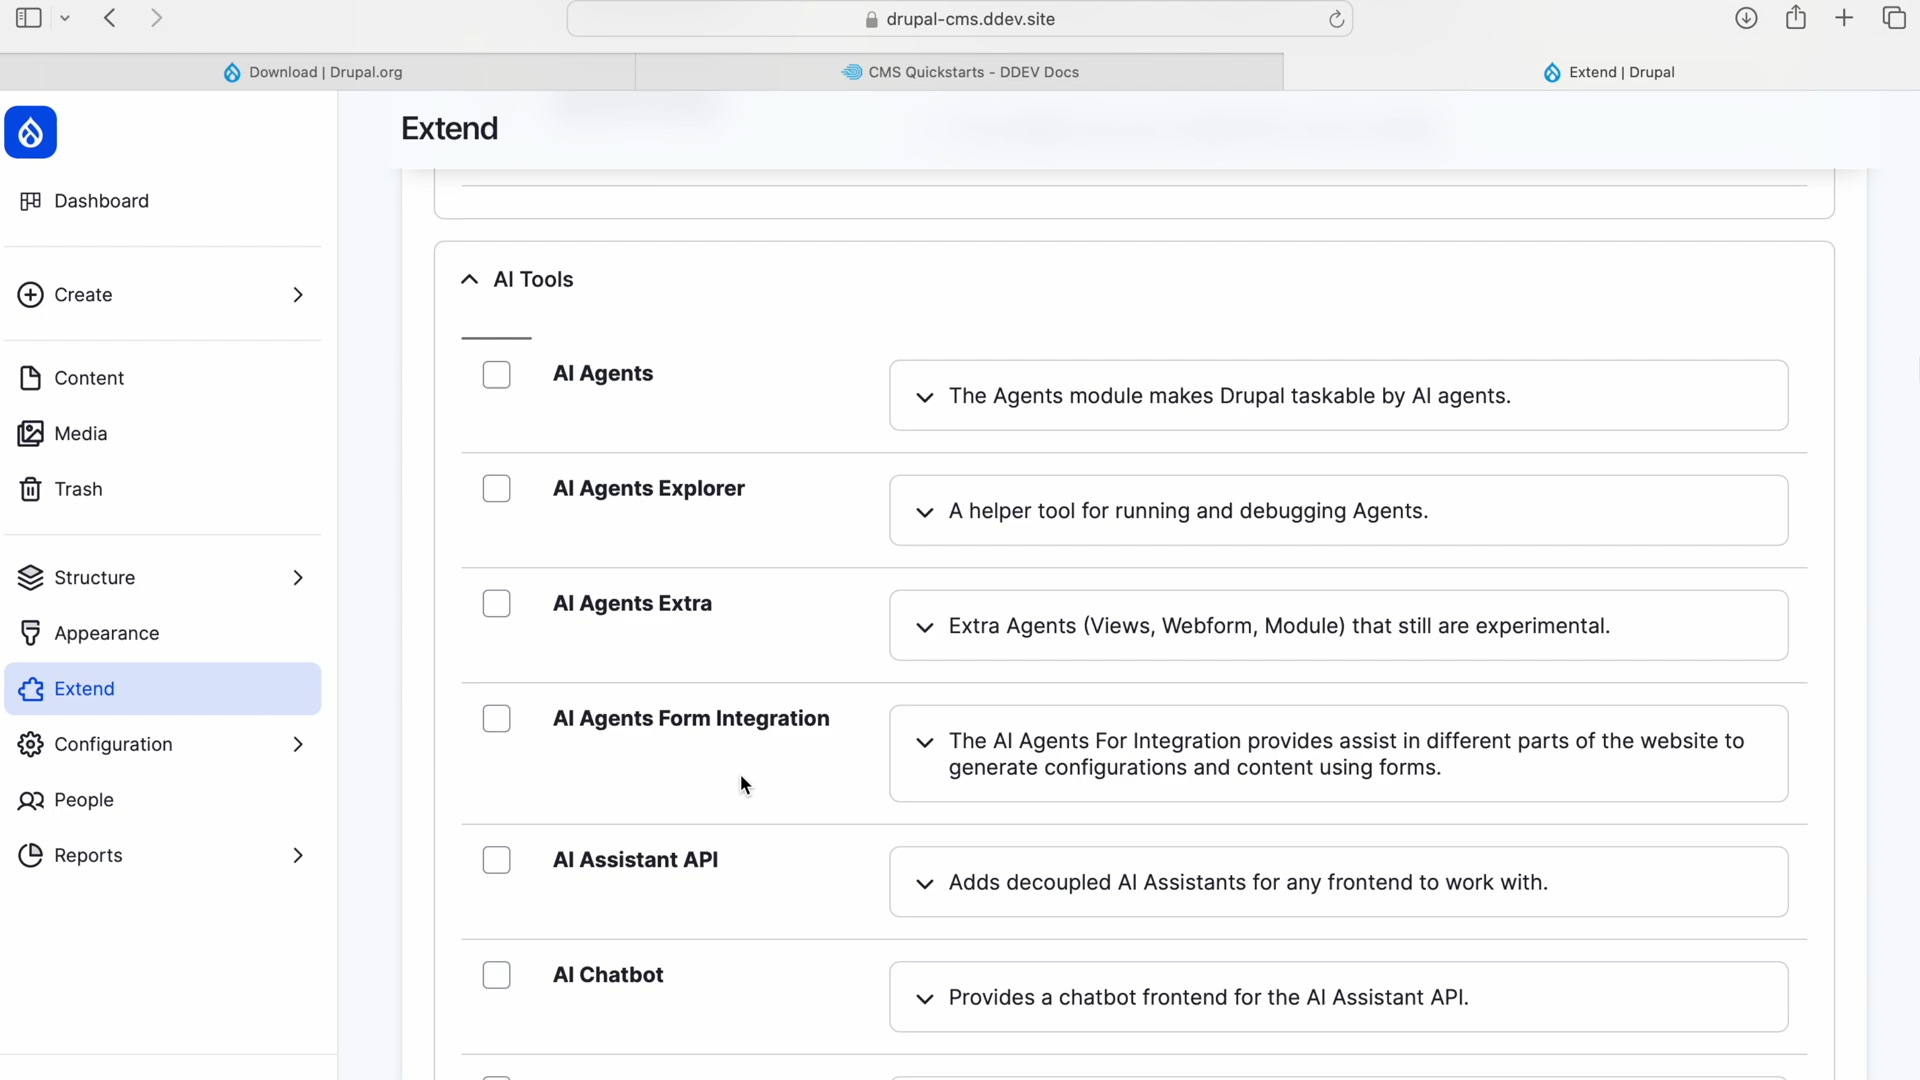 drupal-cms.ddev.site
Download | Drupal.org
CMS Quickstarts - DDEV Docs
Extend | Drupal
Extend
Dashboard
Create
Content
Media
Trash
Structure
Appearance
Extend
Configuration
People
Reports
AI Tools
AI Agents
The Agents module makes Drupal taskable by AI agents.
AI Agents Explorer
A helper tool for running and debugging Agents.
AI Agents Extra
Extra Agents (Views, Webform, Module) that still are experimental.
AI Agents Form Integration
The AI Agents For Integration provides assist in different parts of the website to
generate configurations and content using forms.
AI Assistant API
Adds decoupled AI Assistants for any frontend to work with.
AI Chatbot
Provides a chatbot frontend for the AI Assistant API.